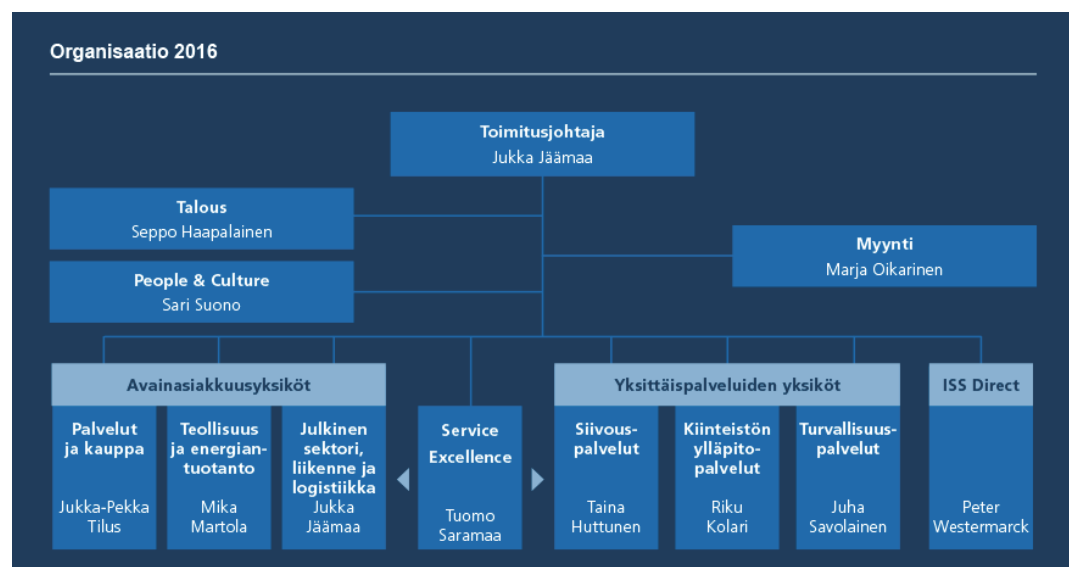 Organisaatio 2016
Toimitusjohtaja
Jukka Jäämaa
Talous
Seppo Haapalainen
Myynti
Marja Oikarinen
People & Culture
Sari Suono
Avainasiakkuusyksiköt
Palvelut
ja kauppa
Jukka-Pekka
Tilus
Teollisuus
ja energian-
tuotanto
Mika
Martola
Julkinen
sektori,
liikenne ja
logistiikka
Jukka
Jäämaa
Service
Excellence
Tuomo
Saramaa
Yksittäispalveluiden yksiköt
Siivous-
palvelut
Taina
Huttunen
Kiinteistön
ylläpito-
palvelut
Riku
Kolari
Turvallisuus-
palvelut
Juha
Savolainen
ISS Direct
Peter
Westermarck